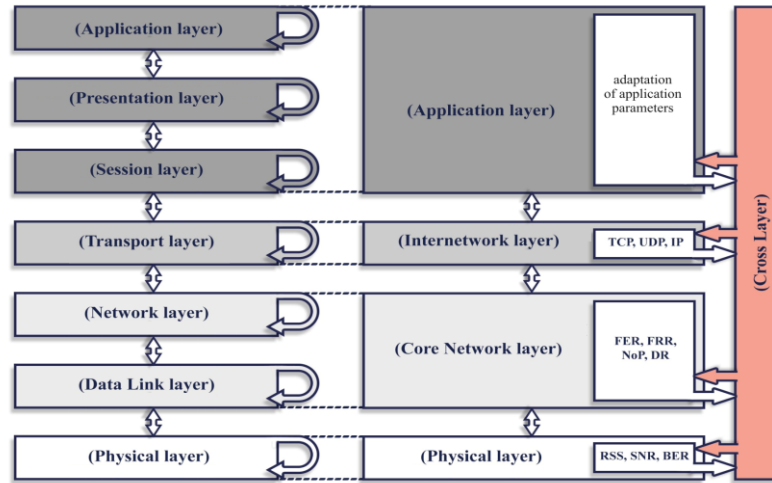 (Application layer)
(Presentation layer)
(Session layer)
(Transport layer)
(Network layer)
(Data Link layer)
(Physical layer)
(Application layer)
adaptation
of application
parameters
(Internetwork layer)
TCP, UDP, IP
(Core Network layer)
FER, FRR,
NoP, DR
(Physical layer)
RSS, SNR, BER
(Cross Layer)